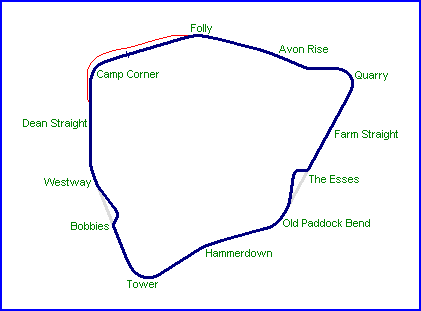 Folly
Avon Rise
Camp Corner
Quarry
Dean Straight
Farm Straight
Westway
The Esses
Bobbies
Old Paddock Bend
Hammerdown
Tower